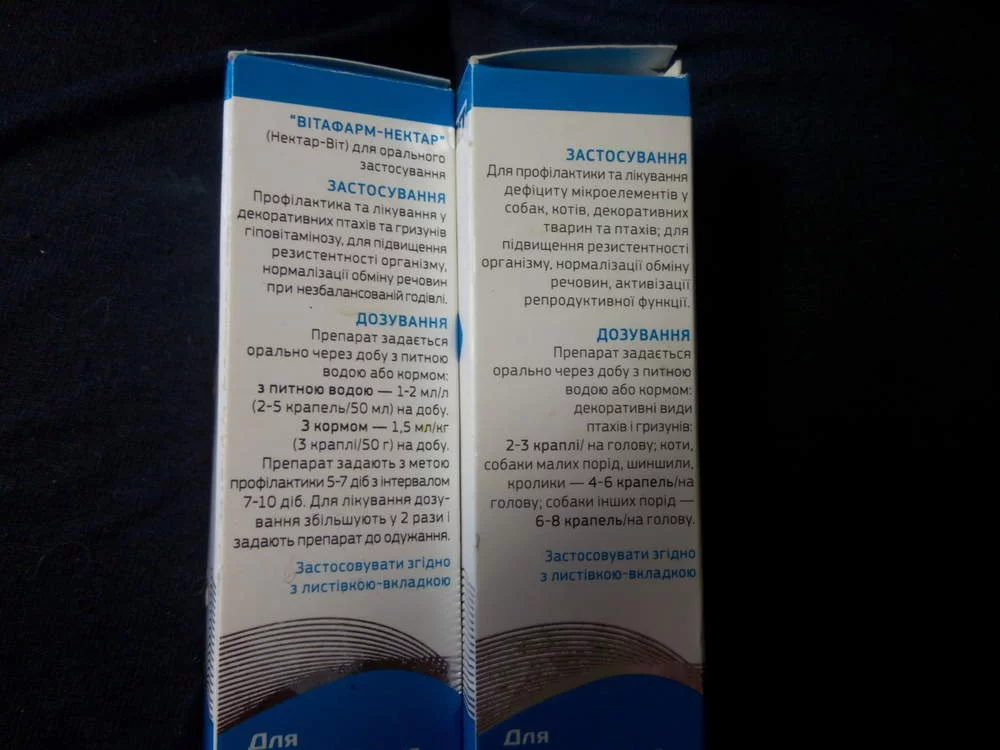 "ВІТАФАРМ-НЕКТАР"
(Нектар-Віт) для орального
застосування
ЗАСТОСУВАННЯ
Профілактика та лікування у
декоративних птахів та гризунів
гіповітамінозу, для підвищення
резистентності організму,
нормалізації обміну речовин
при незбалансованій годівлі.
ДОЗУВАННЯ
Препарат задається
орально через добу з питною
водою або кормом:
з питною водою — 1-2 мл/л
(2-5 крапель/50 мл) на добу.
З кормом — 1,5 мл/кг
(3 краплі/50 г) на добу.
Препарат задають з метою
профілактики 5-7 діб з інтервалом
7-10 діб. Для лікування дозу-
вання збільшують у 2 рази і
задають препарат до одужання.
Застосовувати згідно
з листівкою-вкладкою
Для
ЗАСТОСУВАННЯ
Для профілактики та лікування
дефіциту мікроелементів у
собак, котів, декоративних
тварин та птахів; для
підвищення резистентності
організму, нормалізації обміну
речовин, активізації
репродуктивної функції.
ДОЗУВАННЯ
Препарат задається
орально через добу з питною
водою або кормом:
декоративні види
птахів і гризунів:
2-3 краплі/ на голову; коти,
собаки малих порід, шиншили,
кролики — 4-6 крапель/на
голову; собаки інших порід —
6-8 крапель/на голову.
Застосовувати згідно
з листівкою-вкладкою
Для